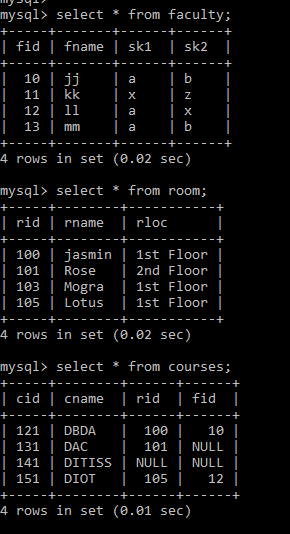 mysql>
mysql> select * from faculty;
+-----+-------+------+------+
| fid | fname | sk1  | sk2  |
+-----+-------+------+------+
|  10 | jj    | a    | b    |
|  11 | kk    | x    | z    |
|  12 | ll    | a    | x    |
|  13 | mm    | a    | b    |
+-----+-------+------+------+
4 rows in set (0.02 sec)

mysql> select * from room;
+-----+--------+-----------+
| rid | rname  | rloc      |
+-----+--------+-----------+
| 100 | jasmin | 1st Floor |
| 101 | Rose   | 2nd Floor |
| 103 | Mogra  | 1st Floor |
| 105 | Lotus  | 1st Floor |
+-----+--------+-----------+
4 rows in set (0.02 sec)

mysql> select * from courses;
+-----+--------+------+------+
| cid | cname  | rid  | fid  |
+-----+--------+------+------+
| 121 | DBDA   |  100 |   10 |
| 131 | DAC    |  101 | NULL |
| 141 | DITISS | NULL | NULL |
| 151 | DIOT   |  105 |   12 |
+-----+--------+------+------+
4 rows in set (0.01 sec)